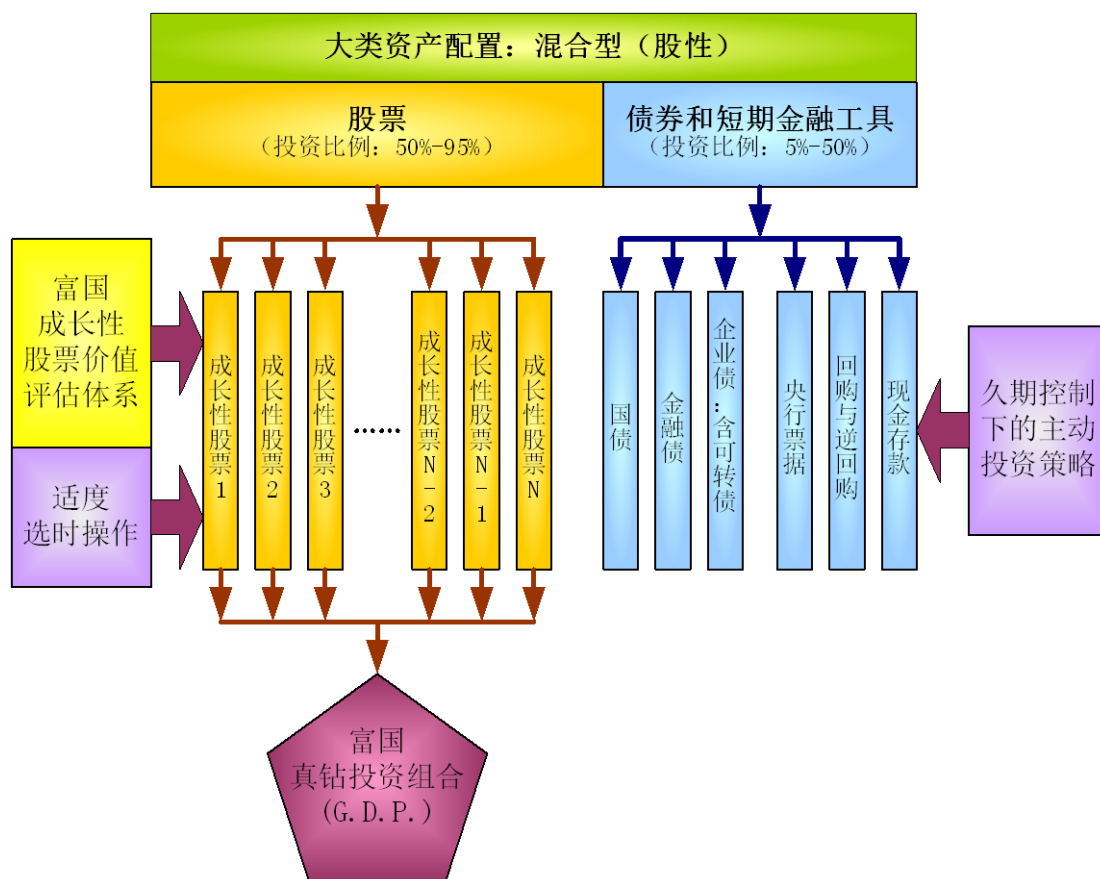 大类资产配置：混合型（股性）
股票
（投资比例：50%-95%）
债券和短期金融工具
（投资比例：5%-50%）
富国
成长性
股票价值
评估体系
适度
选时操作
成长性股票1
成长性股票2
成长性股票3
……
成长性股票N-2
成长性股票N-1
成长性股票N
国债
金融债
企业债：含可转债
央行票据
回购与逆回购
现金存款
久期控制
下的主动
投资策略
富国
真钻投资组合
(G.D.P.)